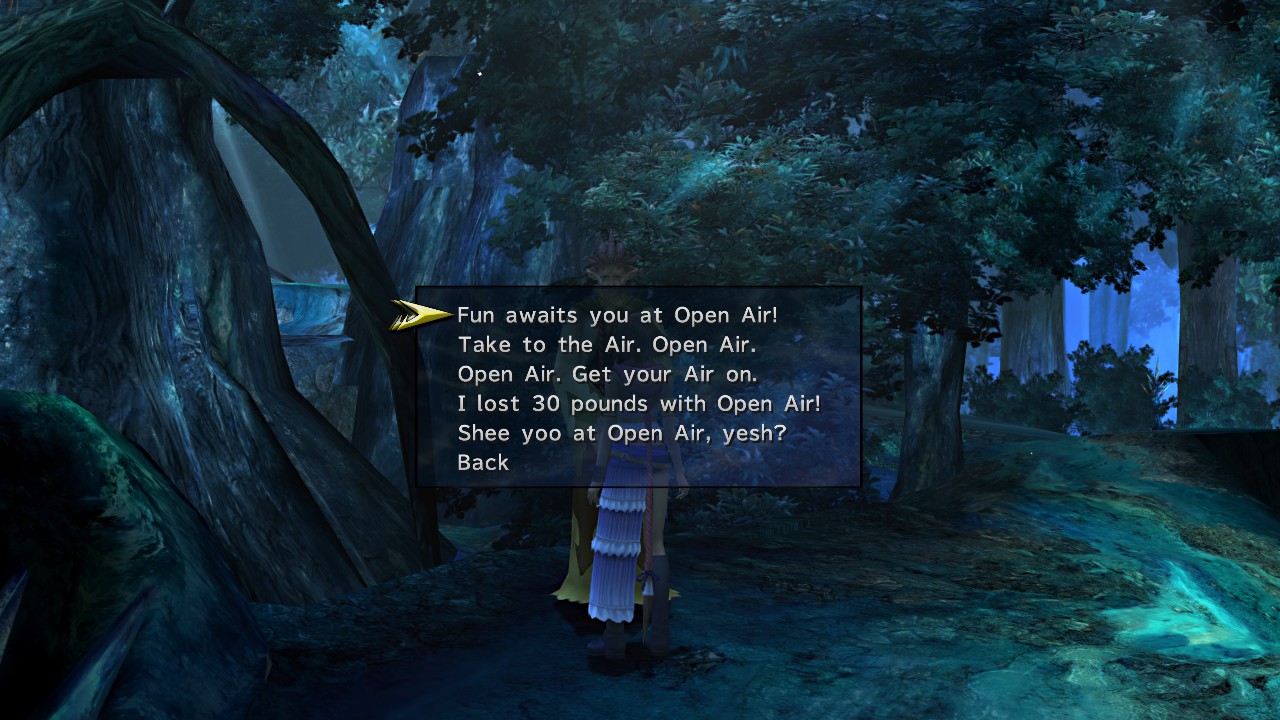 Fun awaits you at Open Air!
Take to the Air. Open Air.
Open Air. Get your Air on.
I lost 30 pounds with Open Air!
Shee yoo at Open Air, yesh?
Back